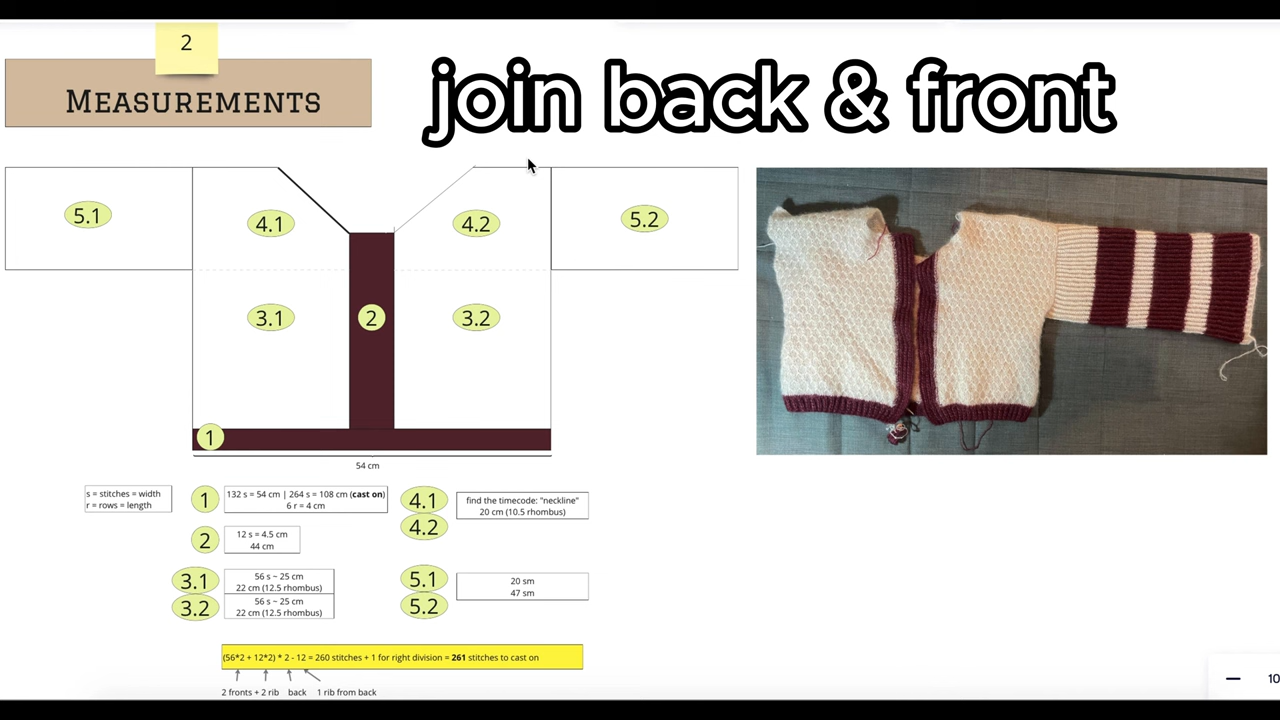 2
MEASUREMENTS
join back & front
5.1
4.1
4.2
5.2
3.1
2
3.2
1
54 cm
s = stitches = width
r = rows = length
1
132 s = 54 cm | 264 s = 108 cm (cast on)
6 r = 4 cm
2
12 s = 4.5 cm
44 cm
3.1
56 s ~ 25 cm
22 cm (12.5 rhombus)
3.2
56 s ~ 25 cm
22 cm (12.5 rhombus)
4.1
4.2
find the timecode: "neckline"
20 cm (10.5 rhombus)
5.1
5.2
20 sm
47 sm
(56*2 + 12*2) * 2 - 12 = 260 stitches + 1 for right division = 261 stitches to cast on
2 fronts + 2 rib back 1 rib from back
10